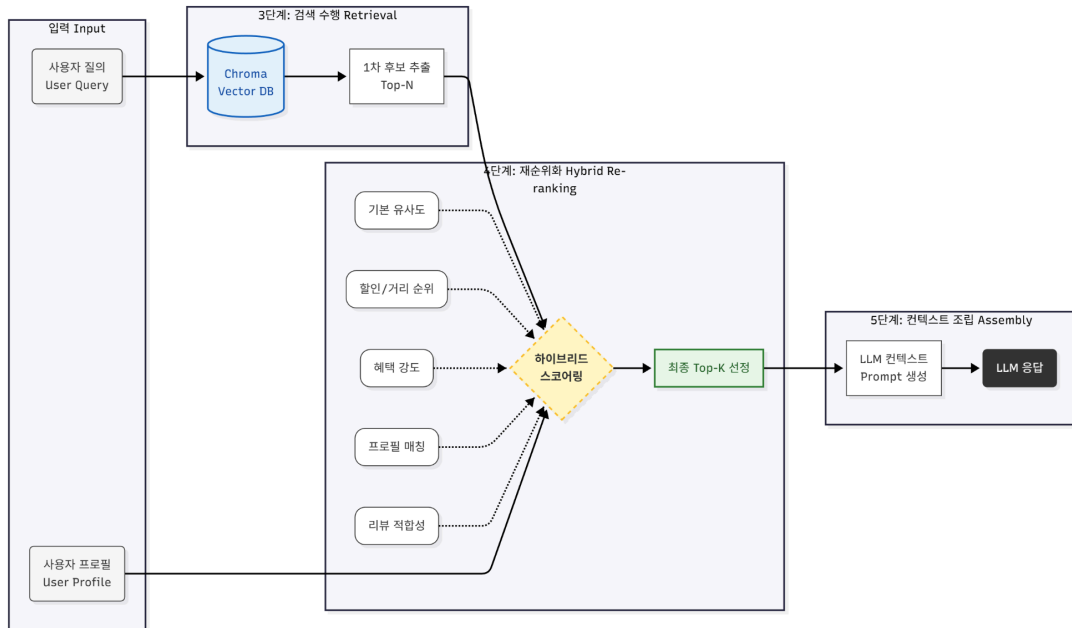 입력 Input
사용자 질의
User Query
사용자 프로필
User Profile
3단계: 검색 수행 Retrieval
Chroma
Vector DB
1차 후보 추출
Top-N
4단계: 재순위화 Hybrid Re-
ranking
기본 유사도
할인/거리 순위
혜택 강도
프로필 매칭
리뷰 적합성
하이브리드
스코어링
최종 Top-K 선정
5단계: 컨텍스트 조립 Assembly
LLM 컨텍스트
Prompt 생성
LLM 응답